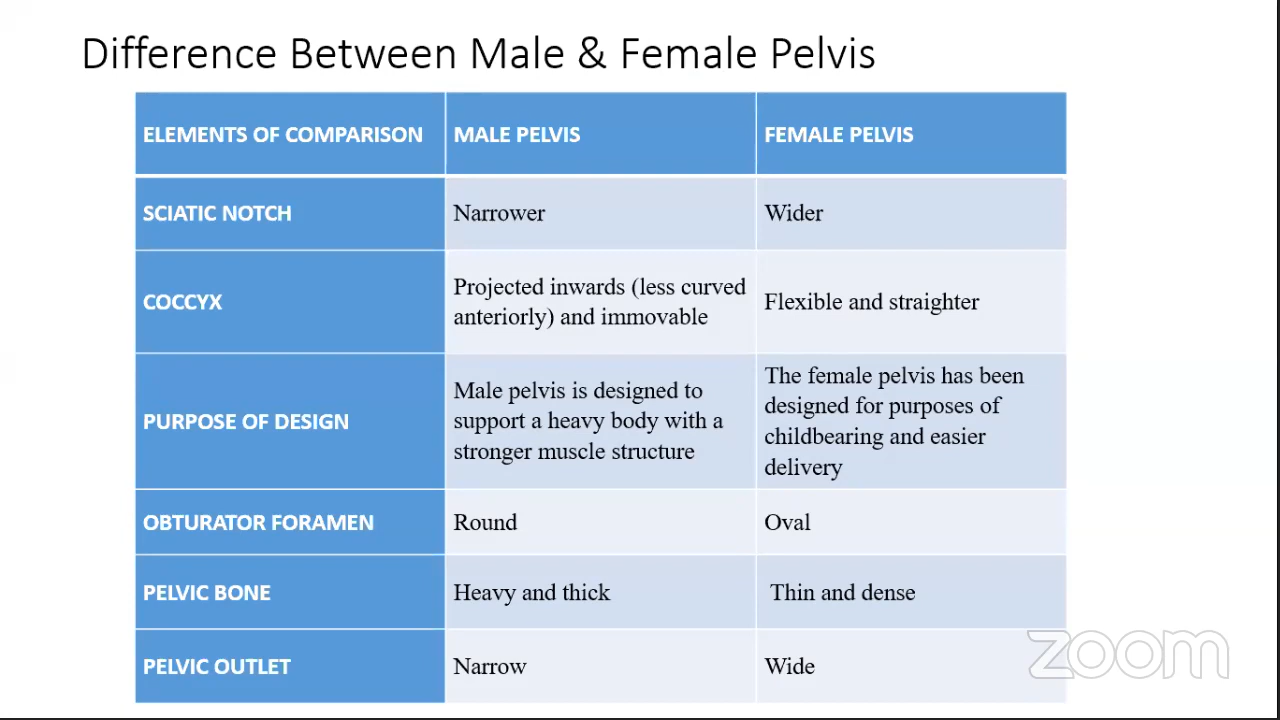 Difference Between Male & Female Pelvis
ELEMENTS OF COMPARISON
MALE PELVIS
FEMALE PELVIS
SCIATIC NOTCH
Narrower
Wider
COCCYX
Projected inwards (less curved
anteriorly) and immovable
Flexible and straighter
PURPOSE OF DESIGN
Male pelvis is designed to
support a heavy body with a
stronger muscle structure
The female pelvis has been
designed for purposes of
childbearing and easier
delivery
OBTURATOR FORAMEN
Round
Oval
PELVIC BONE
Heavy and thick
Thin and dense
PELVIC OUTLET
Narrow
Wide
zoom